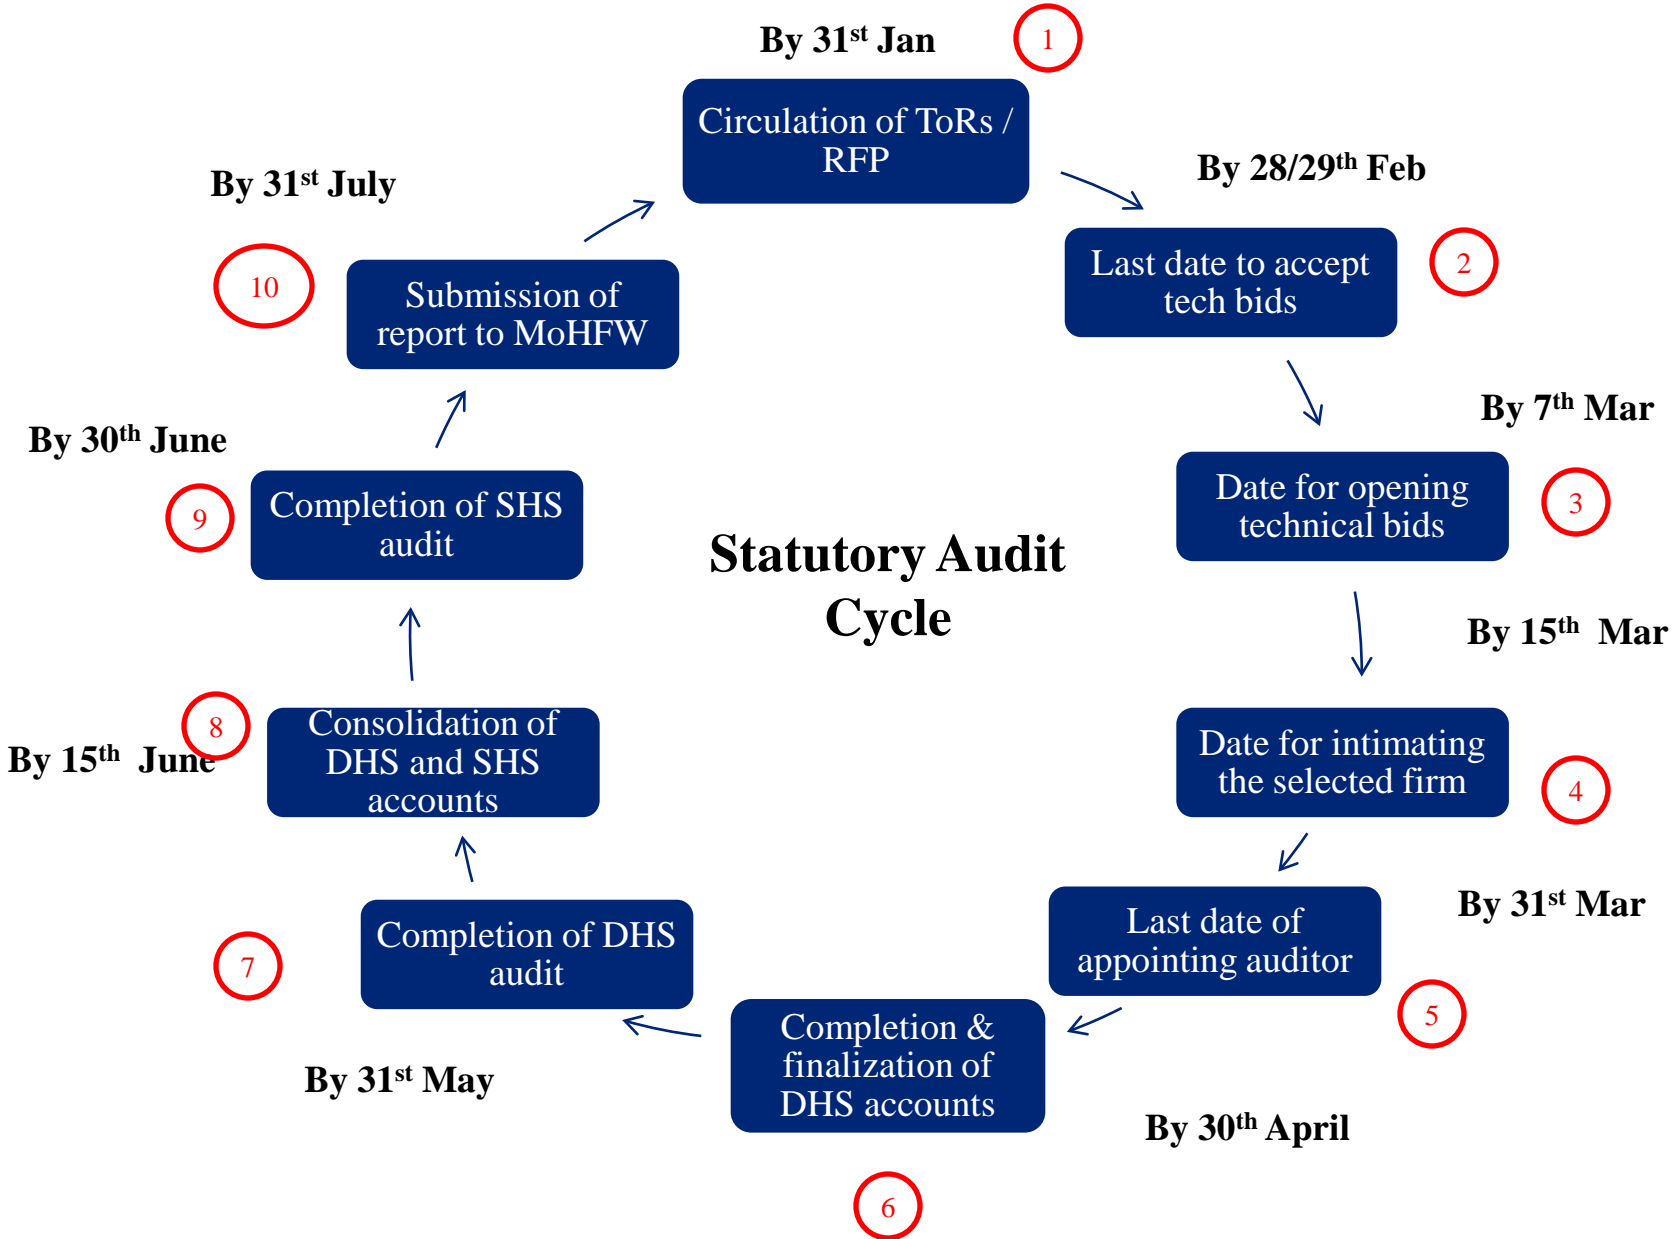 By 31st Jan
1
Circulation of ToRs /
RFP
By 28/29th Feb
Last date to accept
tech bids
2
By 7th Mar
Date for opening
technical bids
3
By 15th Mar
Date for intimating
the selected firm
4
By 31st Mar
Last date of
appointing auditor
5
By 30th April
Completion &
finalization of
DHS accounts
6
By 31st May
Completion of DHS
audit
7
By 15th June
Consolidation of
DHS and SHS
accounts
8
By 30th June
Completion of SHS
audit
9
By 31st July
Submission of
report to MoHFW
10
Statutory Audit
Cycle